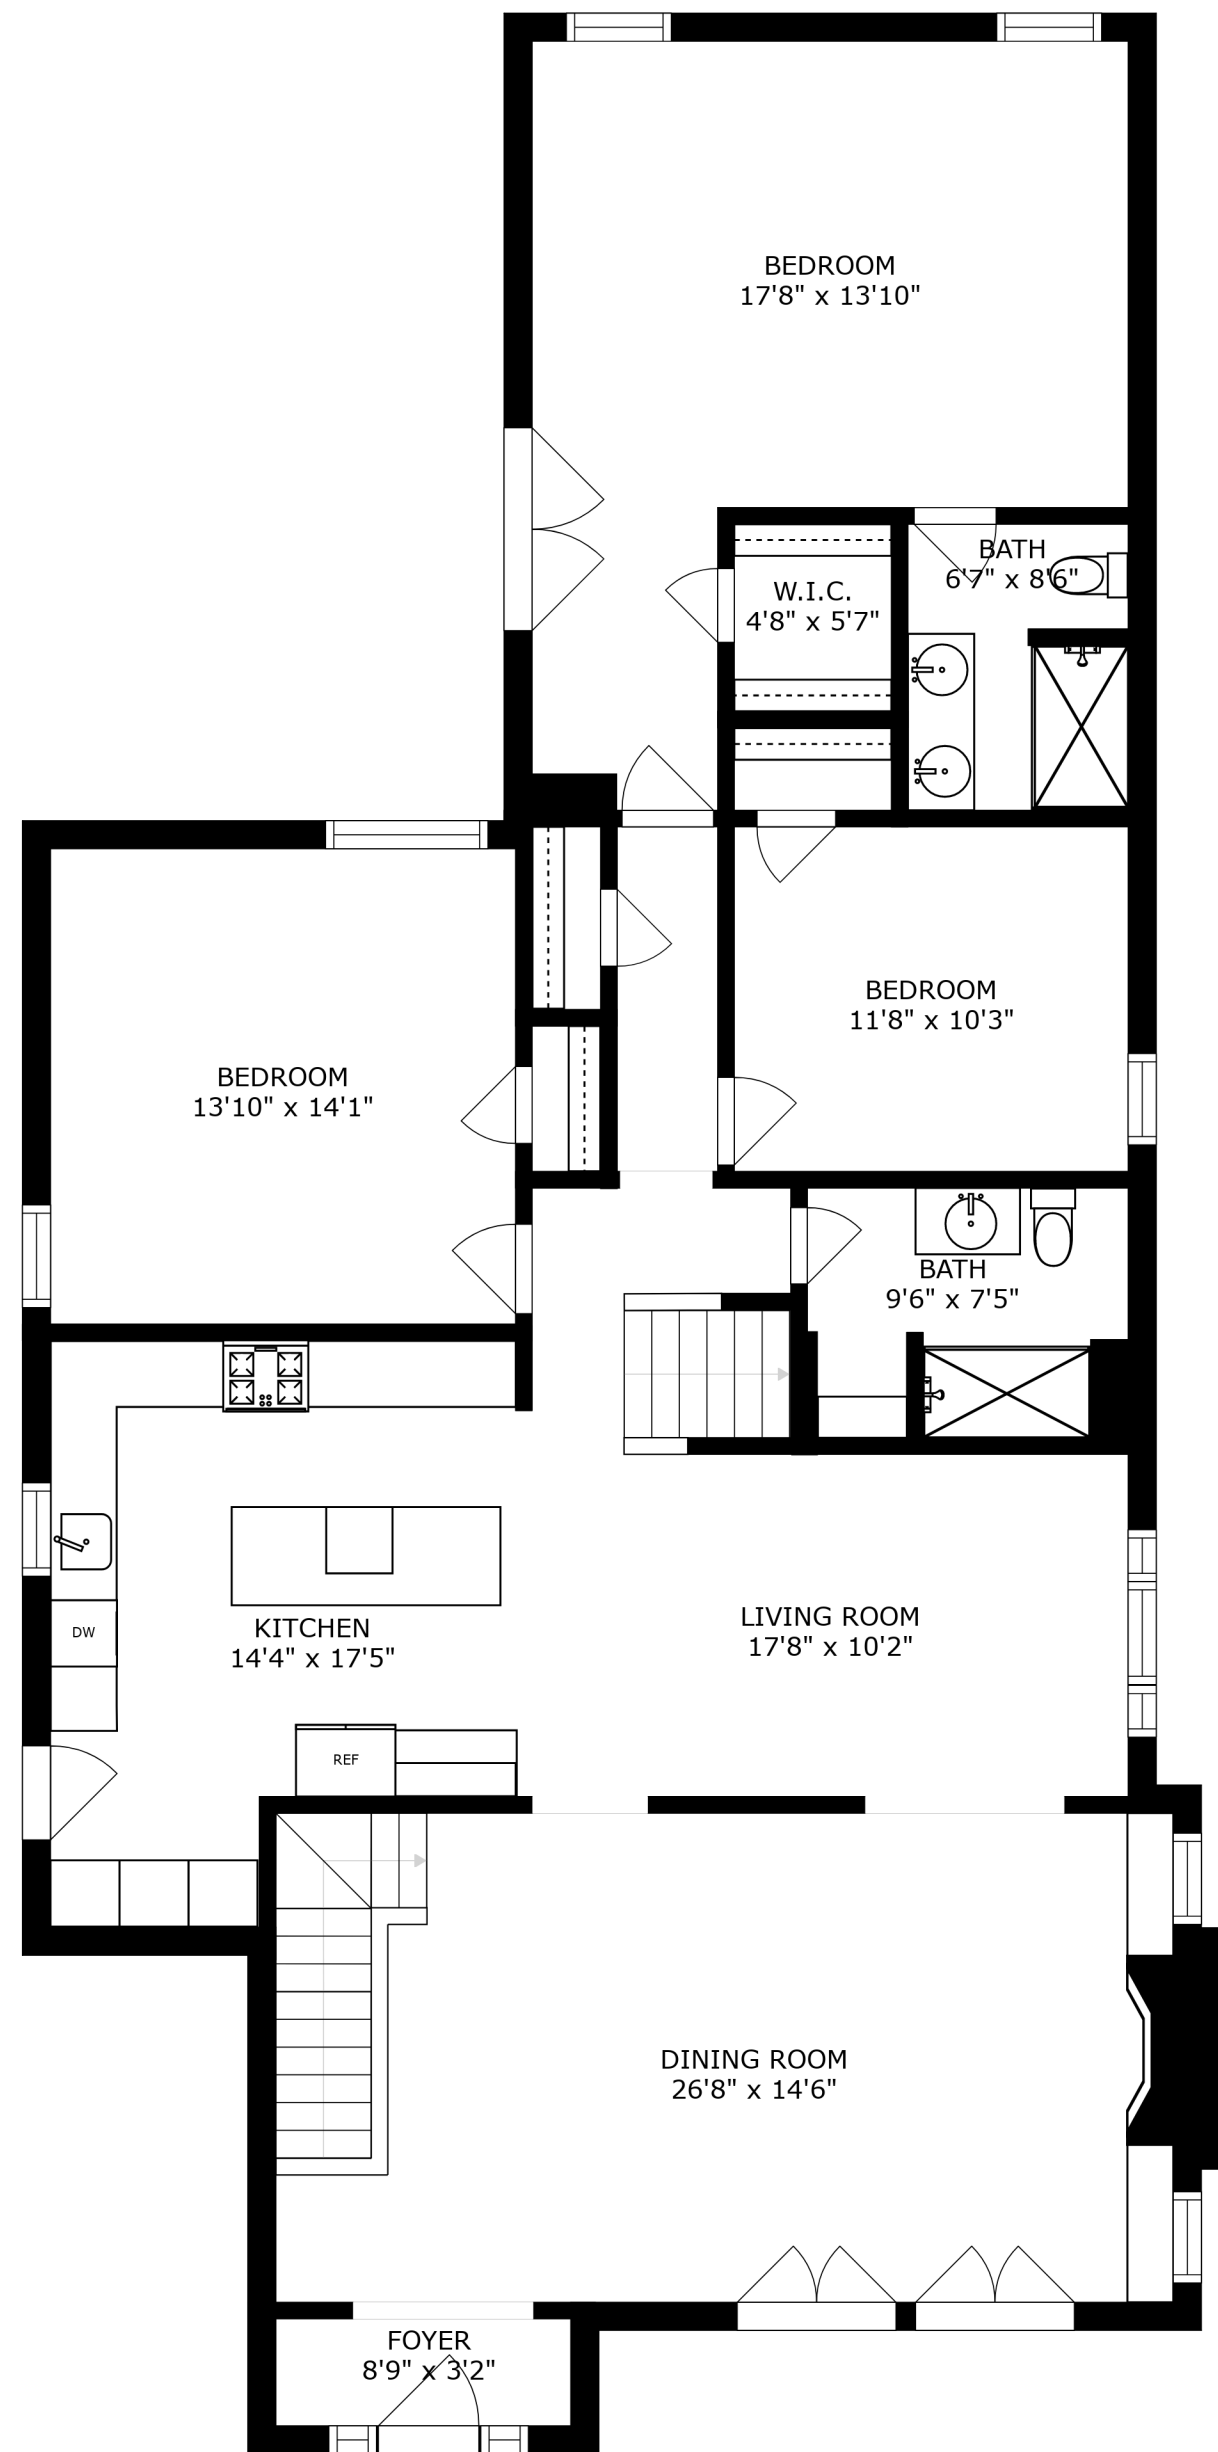 BEDROOM
17'8" x 13'10"
BATH
6'7" x 8'6"
W.I.C.
4'8" x 5'7"
BEDROOM
11'8" x 10'3"
BEDROOM
13'10" x 14'1"
BATH
9'6" x 7'5"
LIVING ROOM
17'8" x 10'2"
KITCHEN
14'4" x 17'5"
DW
REF
DINING ROOM
26'8" x 14'6"
FOYER
8'9" x 3'2"